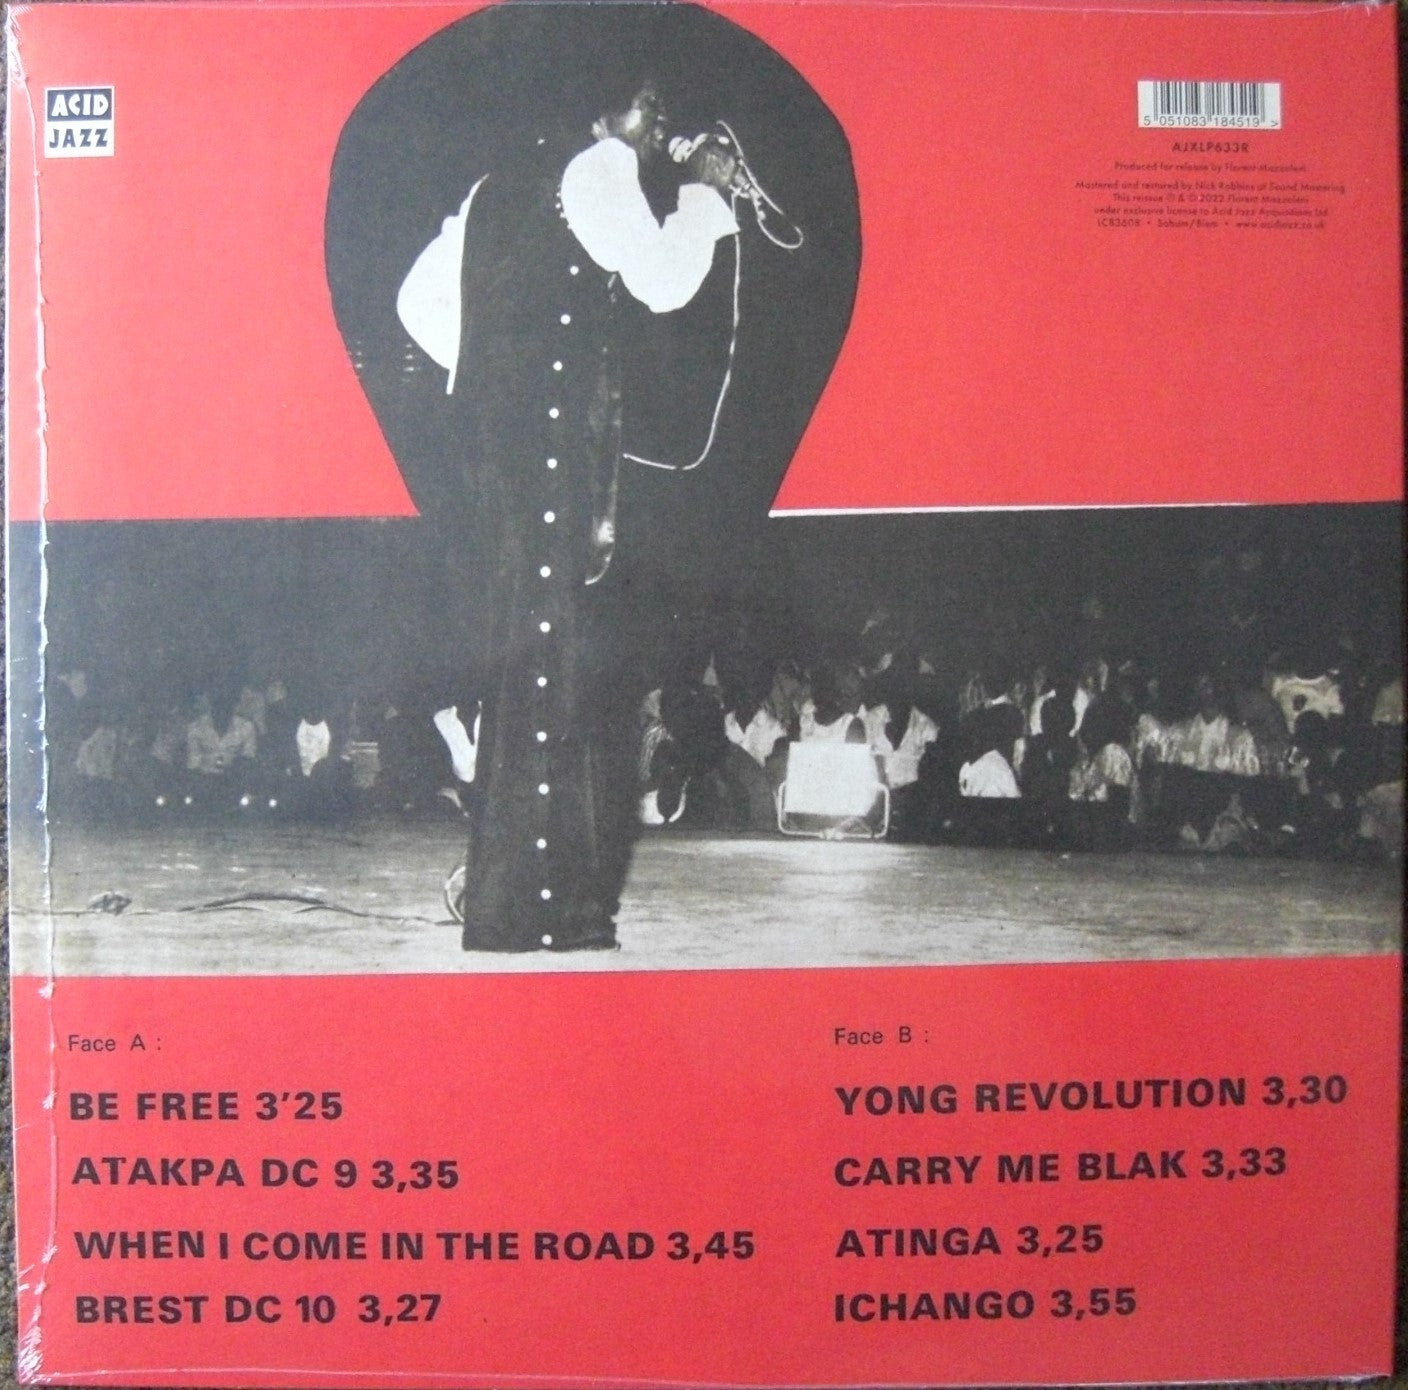 ACID
JAZZ
5 051083 184519 >
AJXLP633R
Produced for release by Florent Mazzoleni
Mastered and restored by Nick Robbins at Sound Mastering
This reissue ℗ & © 2022 Florent Mazzoleni
under exclusive license to Acid Jazz Acquisitions Ltd
LC83608 • Sabam/Biem • www.acidjazz.co.uk
Face A :
BE FREE 3'25
ATAKPA DC 9 3,35
WHEN I COME IN THE ROAD 3,45
BREST DC 10 3,27
Face B :
YONG REVOLUTION 3,30
CARRY ME BLAK 3,33
ATINGA 3,25
ICHANGO 3,55